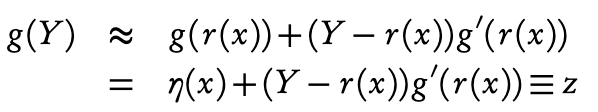 g(Y) ≈ g(r(x))+(Y − r(x))g′(r(x))
= η(x)+(Y − r(x))g′(r(x)) ≡ z